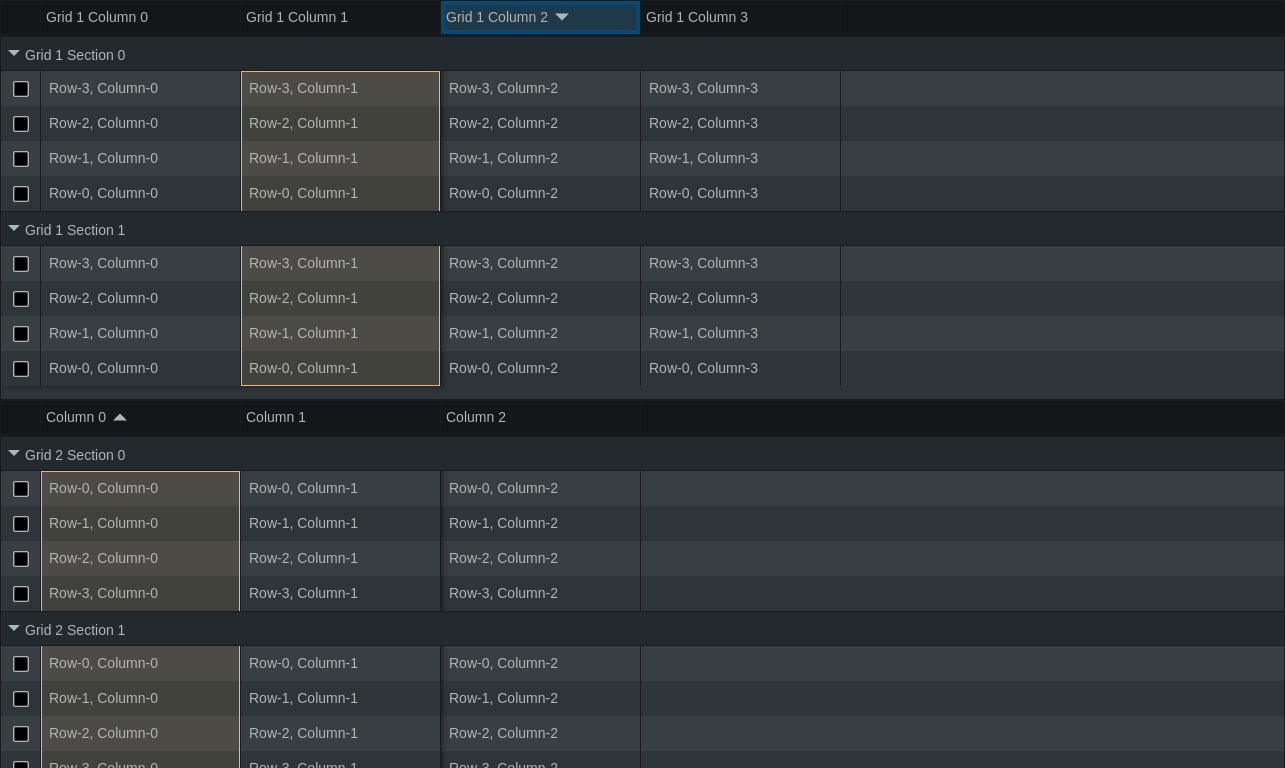 Grid 1 Column 0 Grid 1 Column 1 Grid 1 Column 2 Grid 1 Column 3
Grid 1 Section 0
Row-3, Column-0 Row-3, Column-1 Row-3, Column-2 Row-3, Column-3
Row-2, Column-0 Row-2, Column-1 Row-2, Column-2 Row-2, Column-3
Row-1, Column-0 Row-1, Column-1 Row-1, Column-2 Row-1, Column-3
Row-0, Column-0 Row-0, Column-1 Row-0, Column-2 Row-0, Column-3
Grid 1 Section 1
Row-3, Column-0 Row-3, Column-1 Row-3, Column-2 Row-3, Column-3
Row-2, Column-0 Row-2, Column-1 Row-2, Column-2 Row-2, Column-3
Row-1, Column-0 Row-1, Column-1 Row-1, Column-2 Row-1, Column-3
Row-0, Column-0 Row-0, Column-1 Row-0, Column-2 Row-0, Column-3
Column 0 Column 1 Column 2
Grid 2 Section 0
Row-0, Column-0 Row-0, Column-1 Row-0, Column-2
Row-1, Column-0 Row-1, Column-1 Row-1, Column-2
Row-2, Column-0 Row-2, Column-1 Row-2, Column-2
Row-3, Column-0 Row-3, Column-1 Row-3, Column-2
Grid 2 Section 1
Row-0, Column-0 Row-0, Column-1 Row-0, Column-2
Row-1, Column-0 Row-1, Column-1 Row-1, Column-2
Row-2, Column-0 Row-2, Column-1 Row-2, Column-2
Row-3, Column-0 Row-3, Column-1 Row-3, Column-2